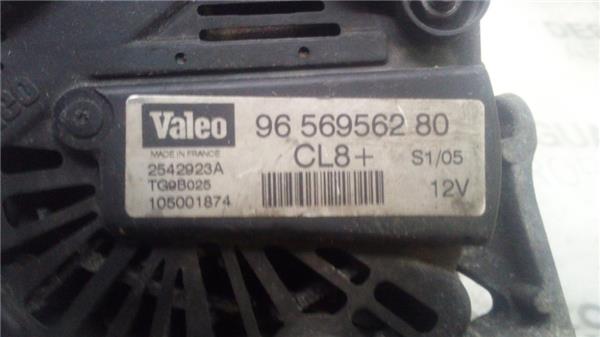 Valeo
96 569562 80
MADE IN FRANCE
CL8+
S1/05
2542923A
TG9B025
12V
105001874